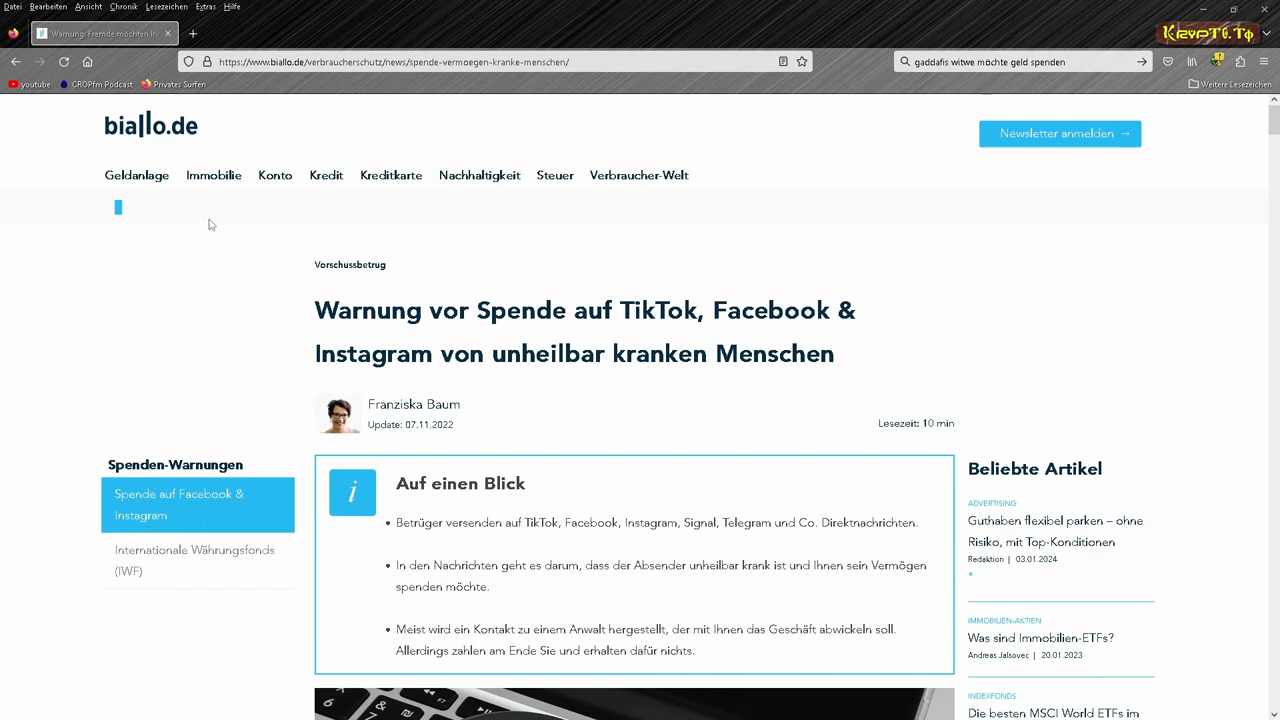 Datei Bearbeiten Ansicht Chronik Lesezeichen Extras Hilfe
Warnung: Fremde möchten Ih
KrypT0.To
https://www.biallo.de/verbraucherschutz/news/spende-vermoegen-kranke-menschen/
gaddafis witwe möchte geld spenden
youtube CROPfm Podcast Privates Surfen Weitere Lesezeichen
biallo.de
Newsletter anmelden →
Geldanlage Immobilie Konto Kredit Kreditkarte Nachhaltigkeit Steuer Verbraucher-Welt
Vorschussbetrug
Warnung vor Spende auf TikTok, Facebook &
Instagram von unheilbar kranken Menschen
Franziska Baum
Update: 07.11.2022
Lesezeit: 10 min
Spenden-Warnungen
Spende auf Facebook &
Instagram
Internationale Währungsfonds
(IWF)
i
Auf einen Blick
• Betrüger versenden auf TikTok, Facebook, Instagram, Signal, Telegram und Co. Direktnachrichten.
• In den Nachrichten geht es darum, dass der Absender unheilbar krank ist und Ihnen sein Vermögen
spenden möchte.
• Meist wird ein Kontakt zu einem Anwalt hergestellt, der mit Ihnen das Geschäft abwickeln soll.
Allerdings zahlen am Ende Sie und erhalten dafür nichts.
Beliebte Artikel
ADVERTISING
Guthaben flexibel parken – ohne
Risiko, mit Top-Konditionen
Redaktion | 03.01.2024
*
IMMOBILIEN-AKTIEN
Was sind Immobilien-ETFs?
Andreas Jalsovec | 20.01.2023
INDEXFONDS
Die besten MSCI World ETFs im